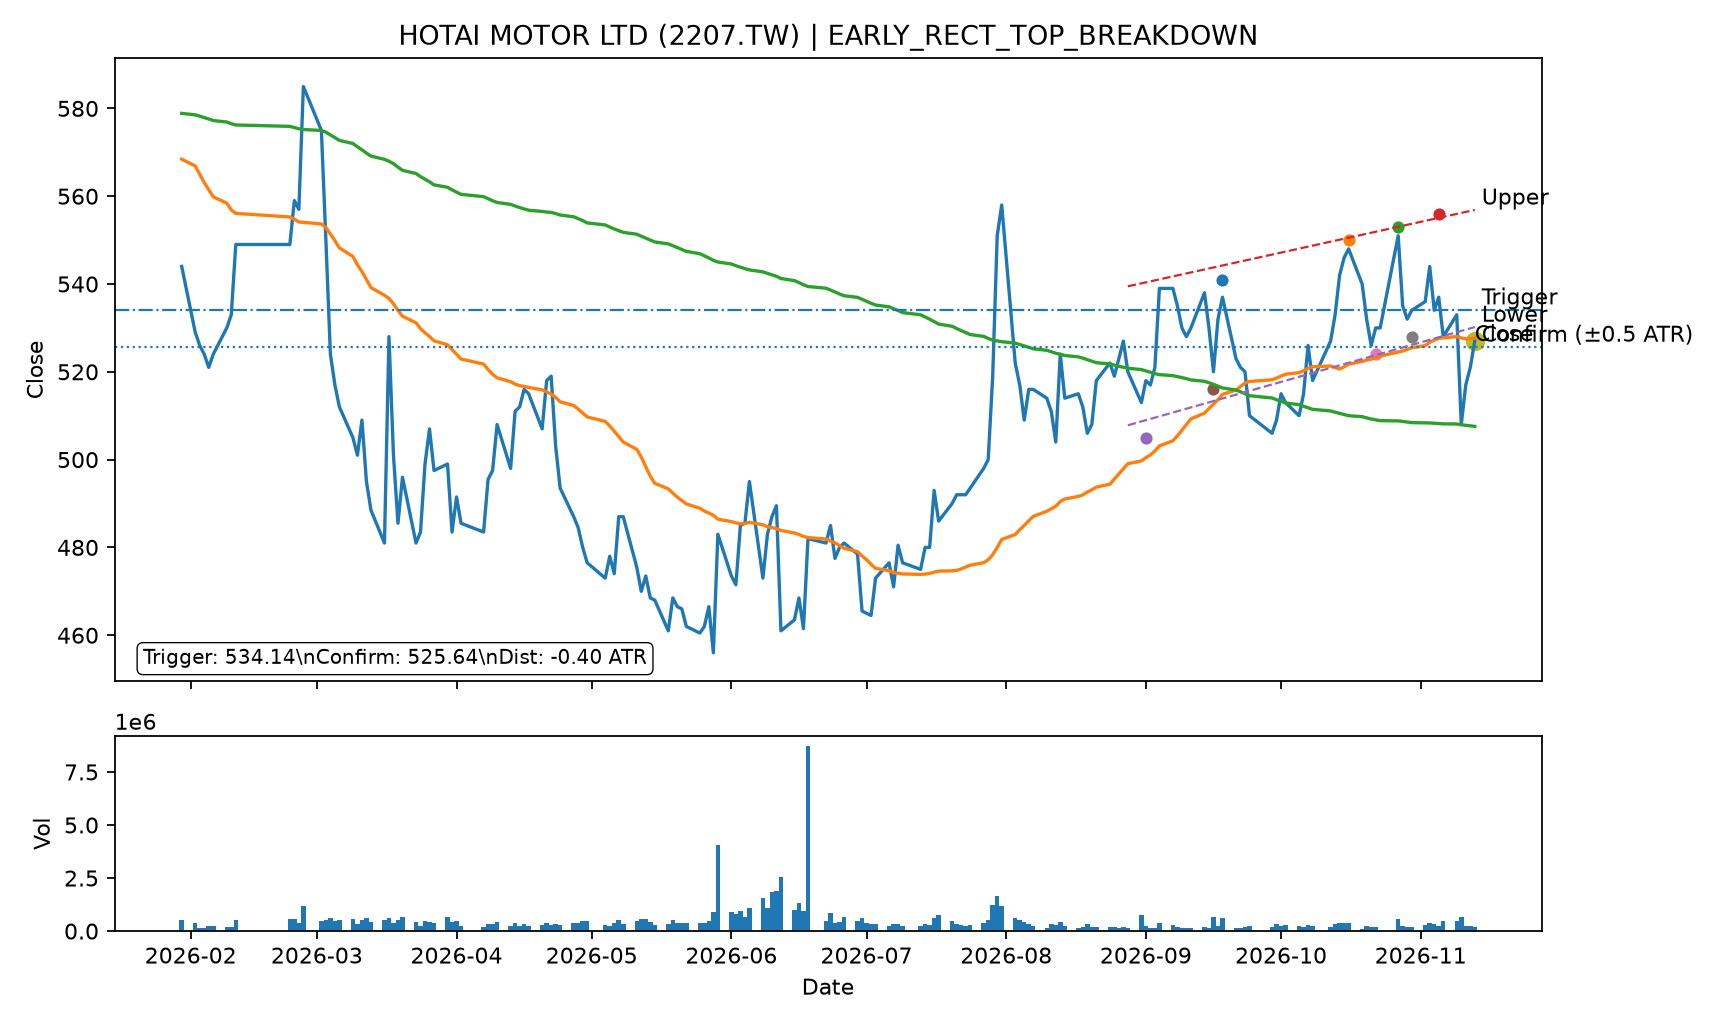 HOTAI MOTOR LTD (2207.TW) | EARLY_RECT_TOP_BREAKDOWN
Close
580
560
540
520
500
480
460
Upper
Trigger
Lower
Close
Confirm (±0.5 ATR)
Trigger: 534.14\nConfirm: 525.64\nDist: -0.40 ATR
1e6
Vol
7.5
5.0
2.5
0.0
2026-02 2026-03 2026-04 2026-05 2026-06 2026-07 2026-08 2026-09 2026-10 2026-11
Date